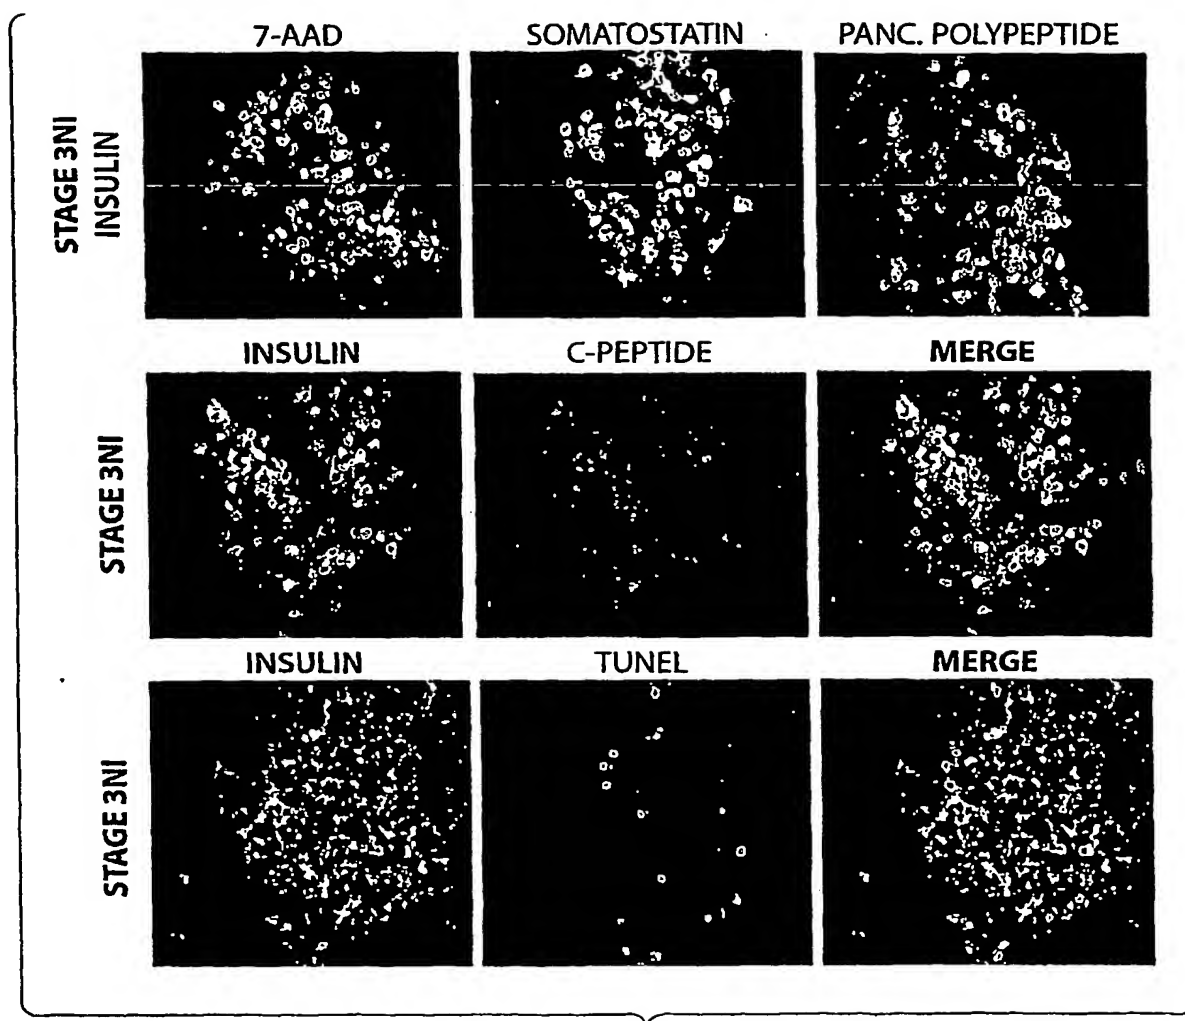 7-AAD SOMATOSTATIN PANC. POLYPEPTIDE
STAGE 3NI
INSULIN
INSULIN C-PEPTIDE MERGE
STAGE 3NI
INSULIN TUNEL MERGE
STAGE 3NI